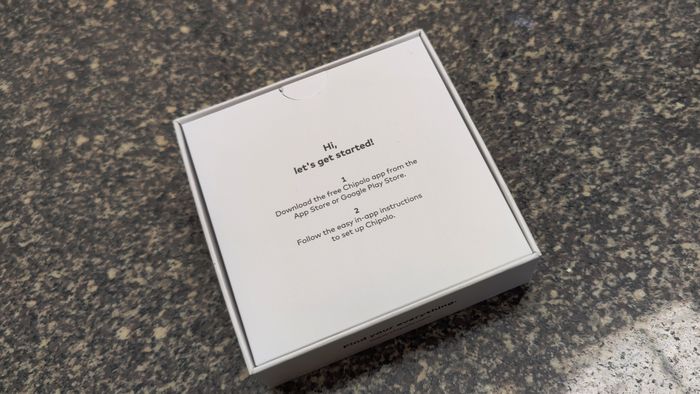 Hi,
let's get started!
1
Download the free Chipolo app from the
App Store or Google Play Store.
2
Follow the easy in-app instructions
to set up Chipolo.
Find your everything.